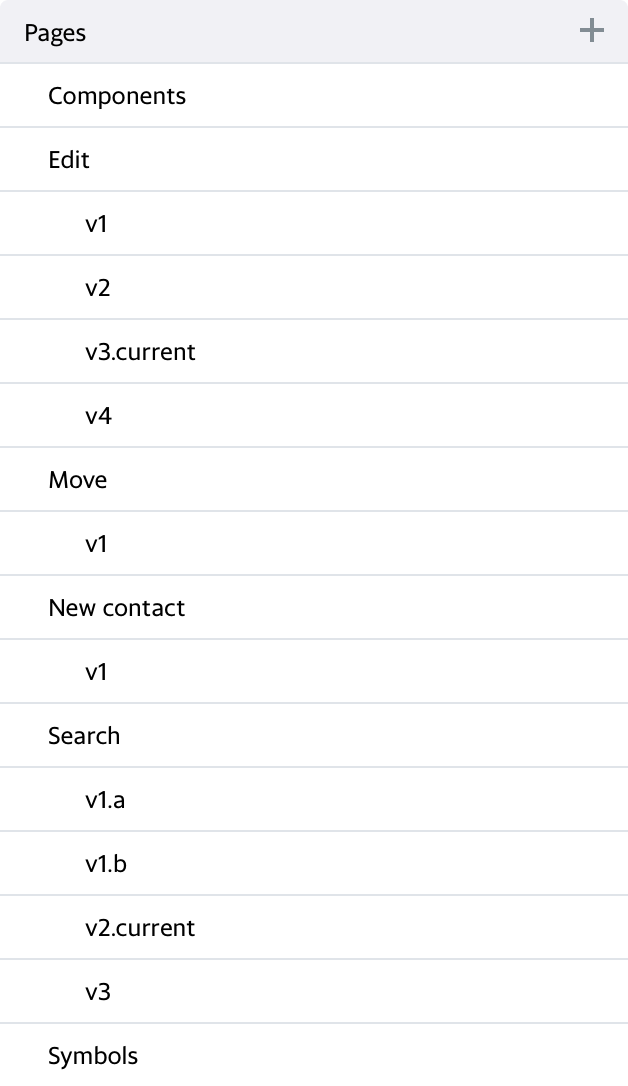 Pages
Components
Edit
v1
v2
v3.current
v4
Move
v1
New contact
v1
Search
v1.a
v1.b
v2.current
v3
Symbols